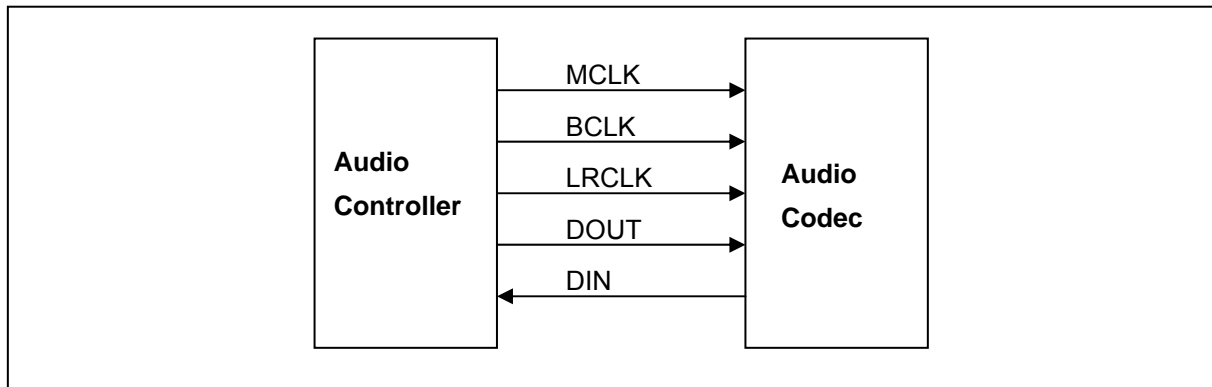 MCLK
BCLK
LRCLK
DOUT
DIN
Audio
Controller
Audio
Codec